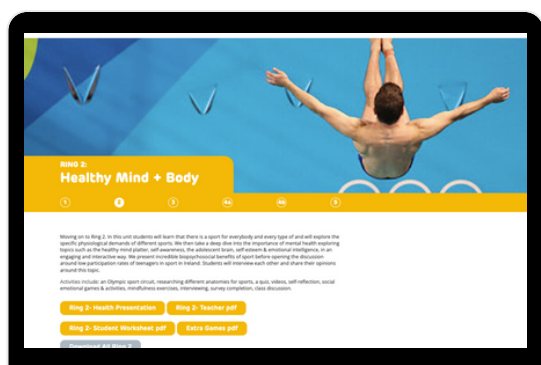 RING 2:
Healthy Mind + Body
1 2 3 4a 4b 5
Moving on to Ring 2. In this unit students will learn that there is a sport for everybody and every type of and will explore the
specific physiological demands of different sports. We then take a deep dive into the importance of mental health exploring
topics such as the healthy mind platter, self-awareness, the adolescent brain, self-esteem & emotional intelligence, in an
engaging and interactive way. We present incredible biopsychosocial benefits of sport before opening the discussion
around low participation rates of teenagers in sport in Ireland. Students will interview each other and share their opinions
around this topic.
Activities include: an Olympic sport circuit, researching different anatomies for sports, a quiz, videos, self-reflection, social
emotional games & activities, mindfulness exercises, interviewing, survey completion, class discussion.
Ring 2- Health Presentation Ring 2- Teacher pdf
Ring 2- Student Worksheet pdf Extra Games pdf
Download All Ring 2